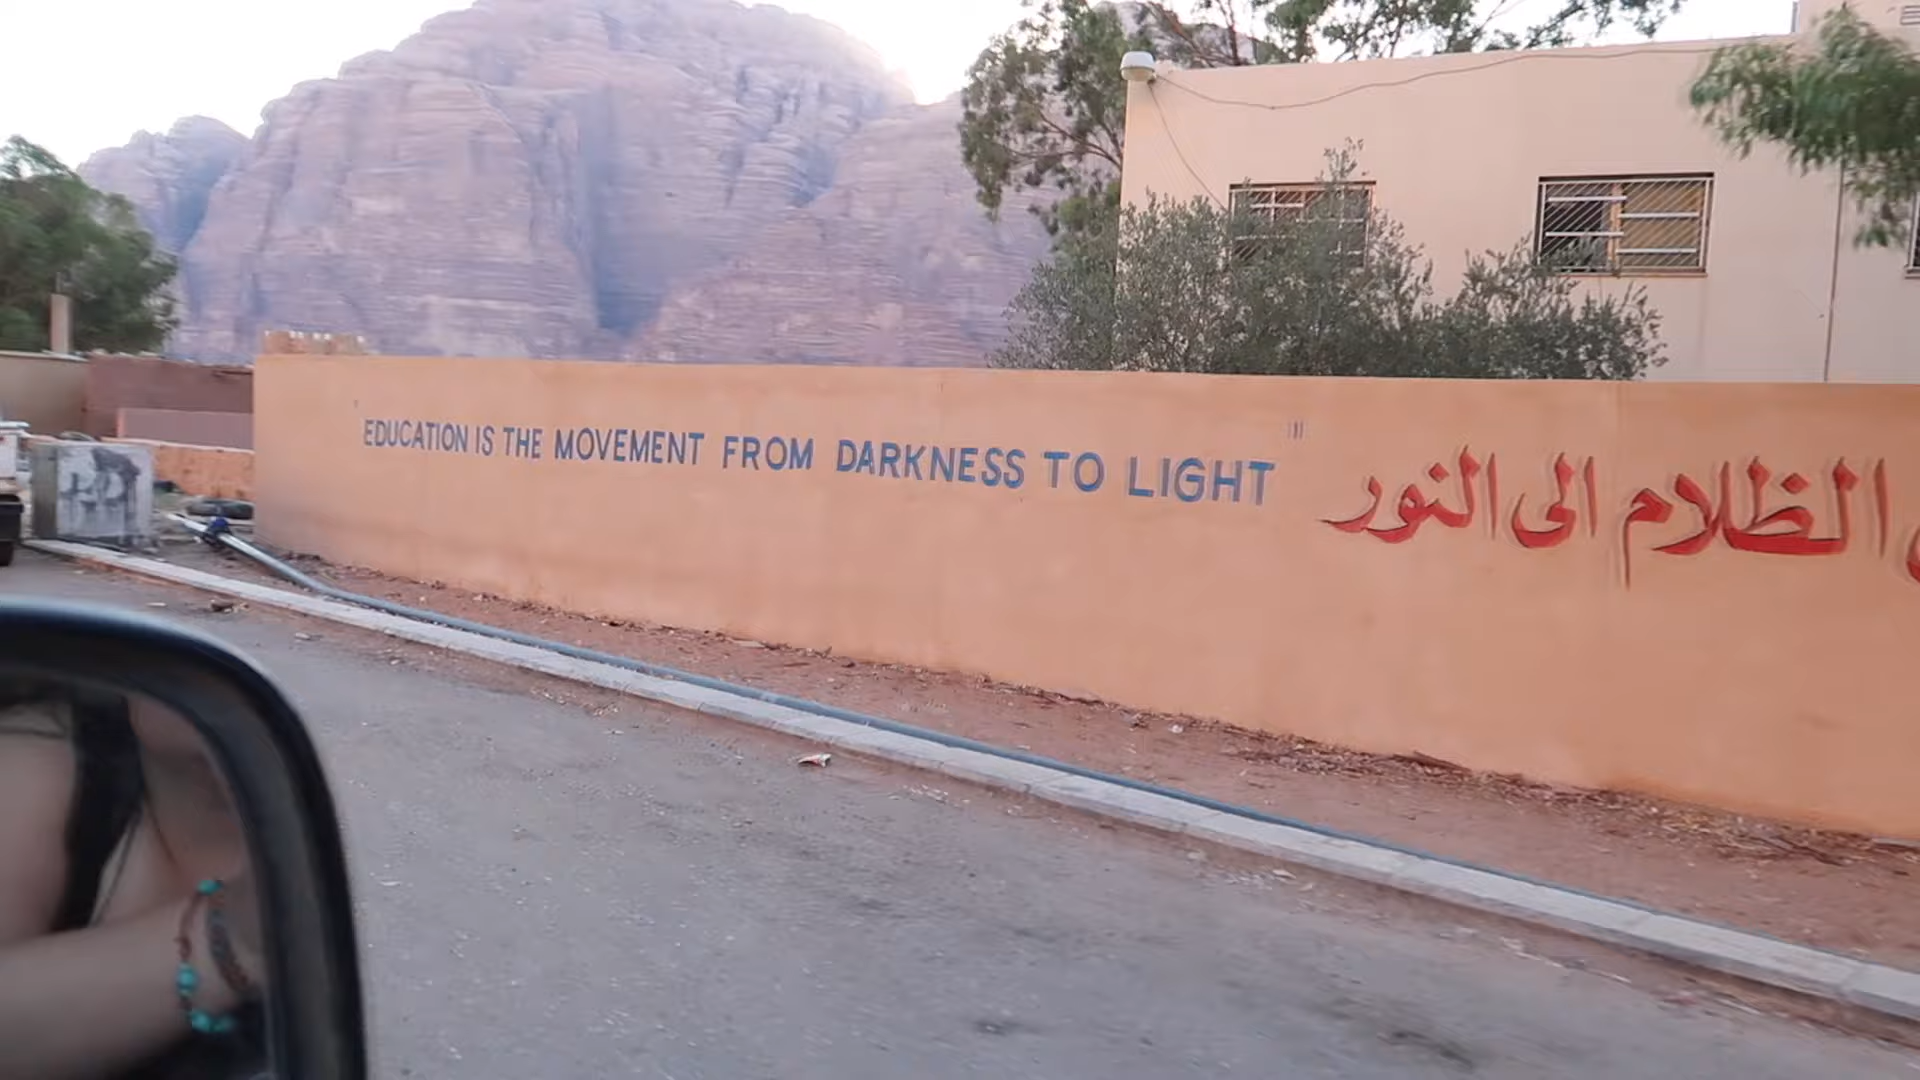 EDUCATION IS THE MOVEMENT FROM DARKNESS TO LIGHT
الظلام الى النور